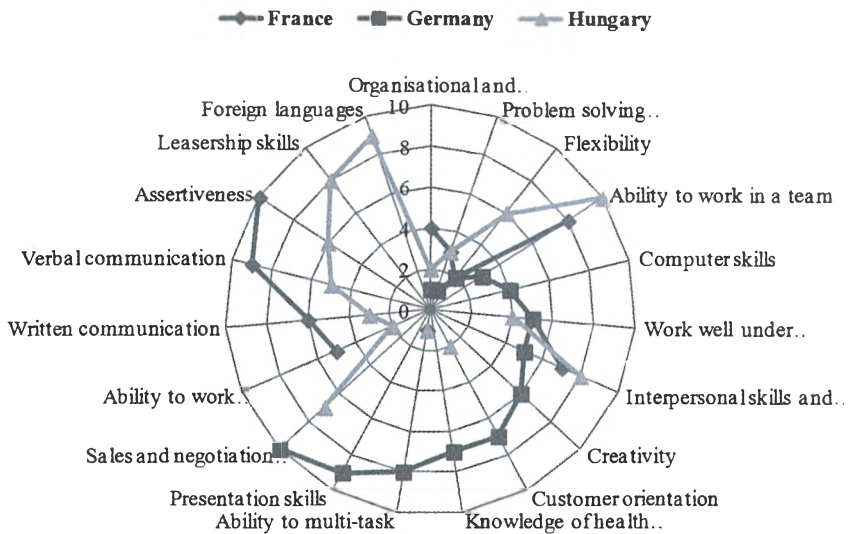 France Germany Hungary
Organisational and..
Foreign languages
10
Problem solving..
Leasership skills
8
Flexibility
Assertiveness
6
Ability to work in a team
4
Verbal communication
2
Computer skills
0
Written communication
Work well under..
Ability to work..
Interpersonal skills and..
Sales and negotiation..
Creativity
Presentation skills
Customer orientation
Ability to multi-task
Knowledge of health..